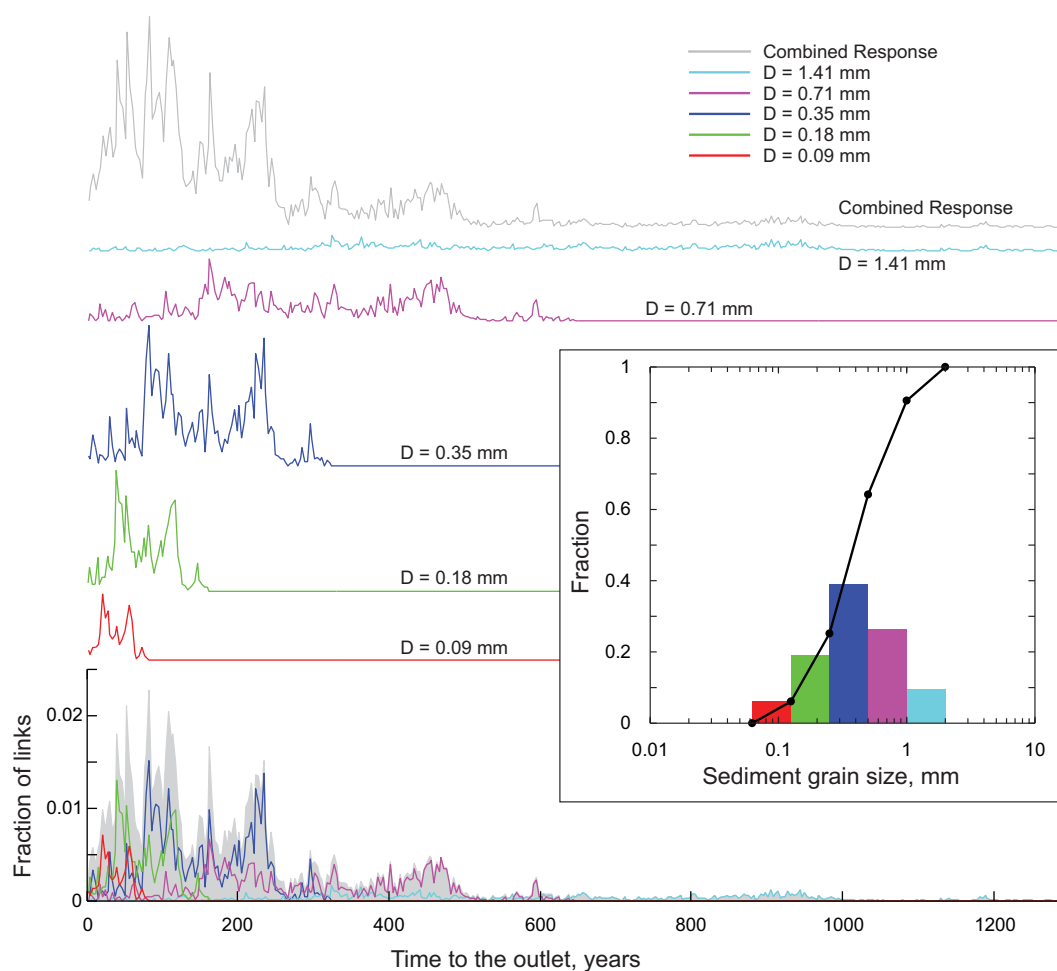 Combined Response
D = 1.41 mm
D = 0.71 mm
D = 0.35 mm
D = 0.18 mm
D = 0.09 mm
Combined Response
D = 1.41 mm
D = 0.71 mm
D = 0.35 mm
D = 0.18 mm
D = 0.09 mm
1
0.8
0.6
0.4
0.2
0
Fraction
0.01
0.1
1
10
Sediment grain size, mm
0.02
0.01
0
Fraction of links
0
200
400
600
800
1000
1200
Time to the outlet, years